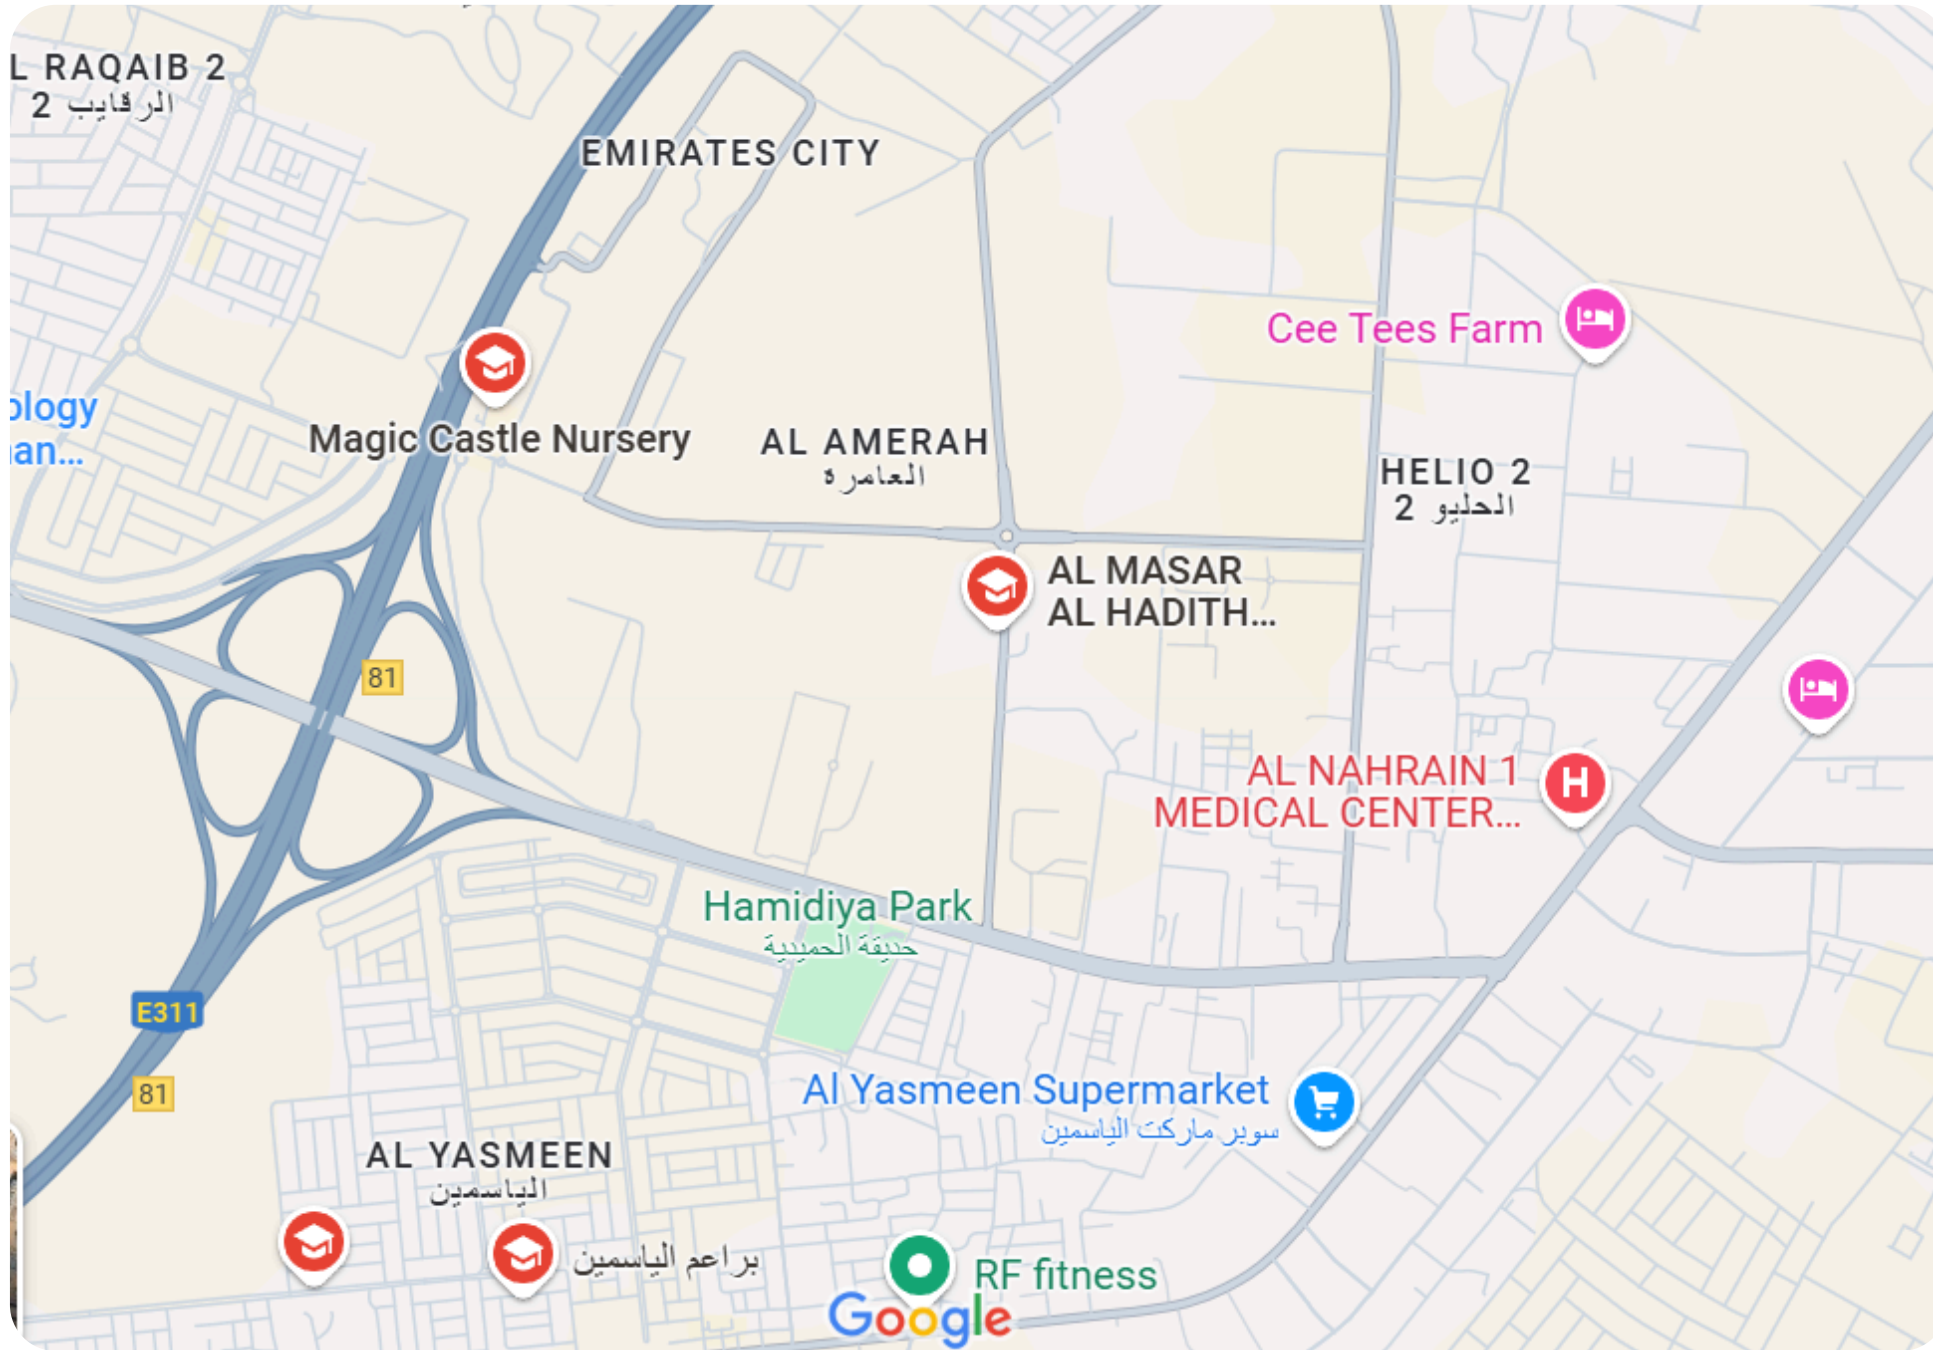 L RAQAIB 2
الرقايب 2
EMIRATES CITY
Cee Tees Farm
ology
an...
Magic Castle Nursery
AL AMERAH
العامرة
HELIO 2
الحليو 2
AL MASAR
AL HADITH...
81
AL NAHRAIN 1
MEDICAL CENTER...
Hamidiya Park
حديقة الحميدية
E311
81
Al Yasmeen Supermarket
سوبر ماركت الياسمين
AL YASMEEN
الياسمين
براعم الياسمين
RF fitness
Google
H